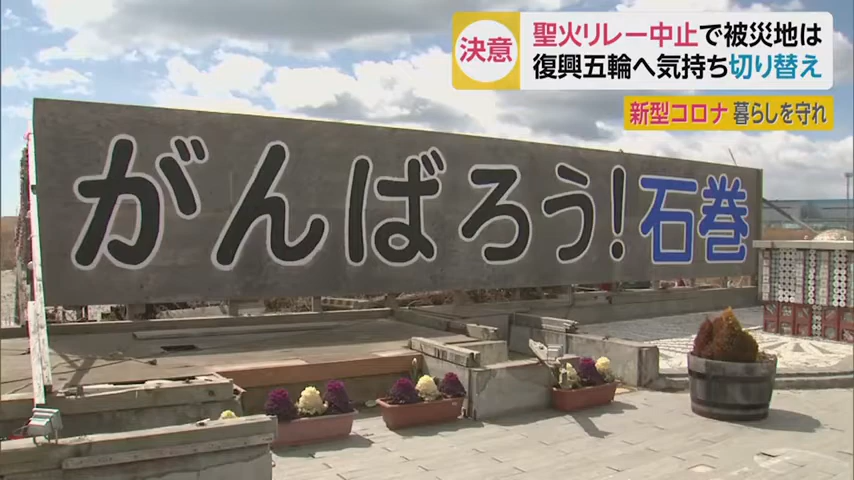 決意
聖火リレー中止で被災地は
復興五輪へ気持ち切り替え
新型コロナ 暮らしを守れ
がんばろう!石巻